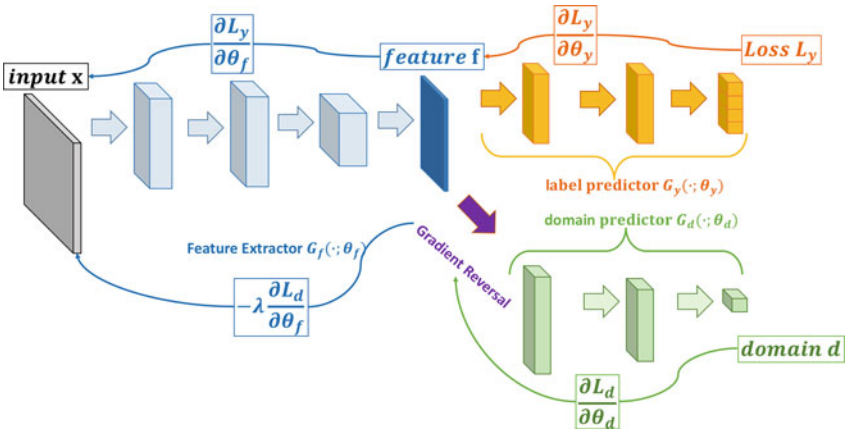 ∂L_y
∂θ_f
∂L_y
∂θ_y
feature f
Loss L_y
input x
label predictor G_y(·; θ_y)
domain predictor G_d(·; θ_d)
Feature Extractor G_f(·; θ_f)
Gradient Reversal
−λ ∂L_d
∂θ_f
domain d
∂L_d
∂θ_d